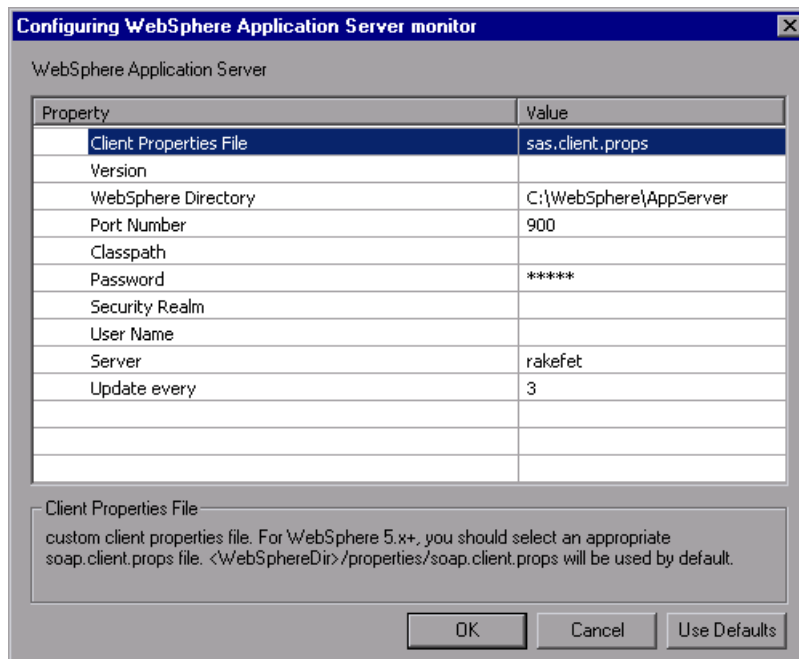 Configuring WebSphere Application Server monitor
WebSphere Application Server
Property Value
Client Properties File sas.client.props
Version
WebSphere Directory C:\WebSphere\AppServer
Port Number 900
Classpath
Password *****
Security Realm
User Name
Server rakefet
Update every 3
Client Properties File
custom client properties file. For WebSphere 5.x+, you should select an appropriate
soap.client.props file. <WebSphereDir>/properties/soap.client.props will be used by default.
OK Cancel Use Defaults